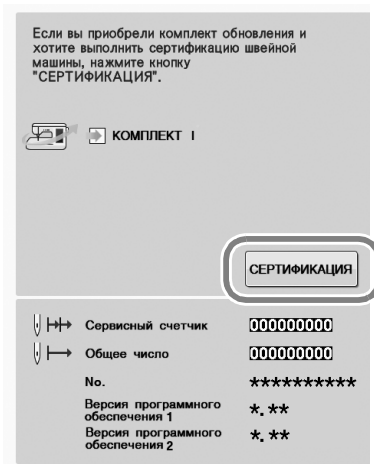 Если вы приобрели комплект обновления и
хотите выполнить сертификацию швейной
машины, нажмите кнопку
"СЕРТИФИКАЦИЯ".
КОМПЛЕКТ I
СЕРТИФИКАЦИЯ
Сервисный счетчик 000000000
Общее число 000000000
No. **********
Версия программного
обеспечения 1 *.**
Версия программного
обеспечения 2 *.**